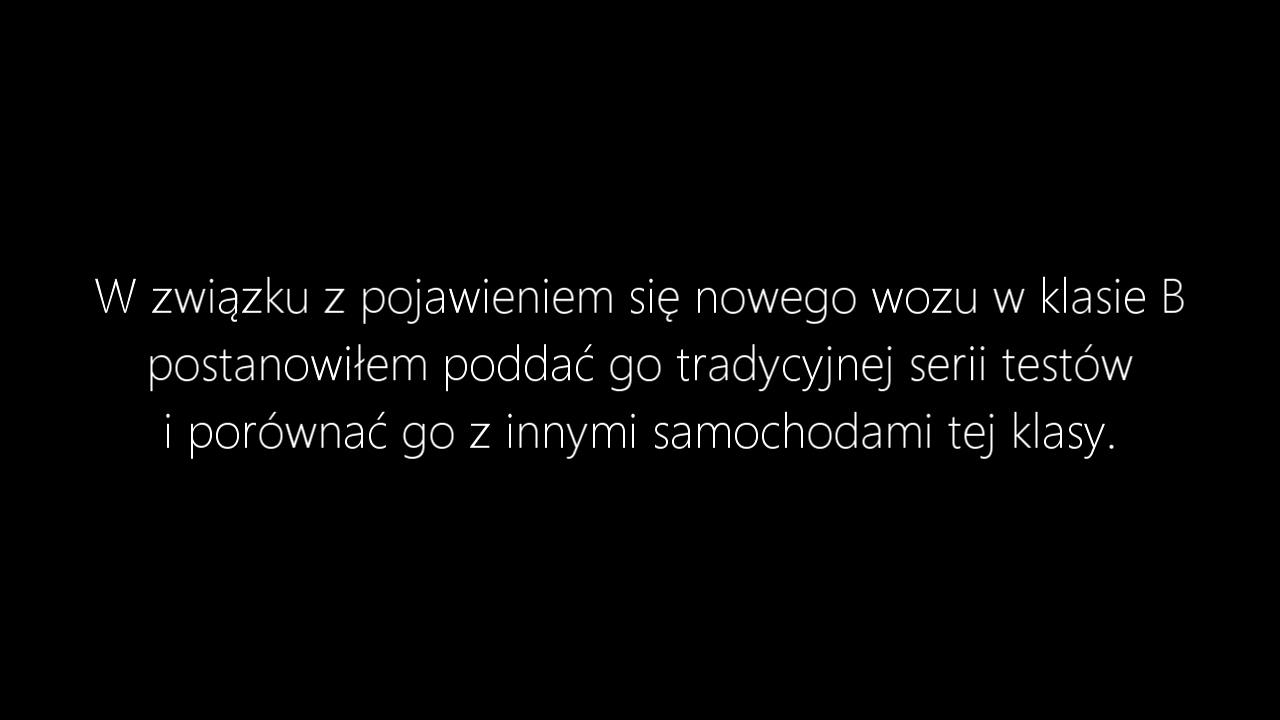 W związku z pojawieniem się nowego wozu w klasie B
postanowiłem poddać go tradycyjnej serii testów
i porównać go z innymi samochodami tej klasy.